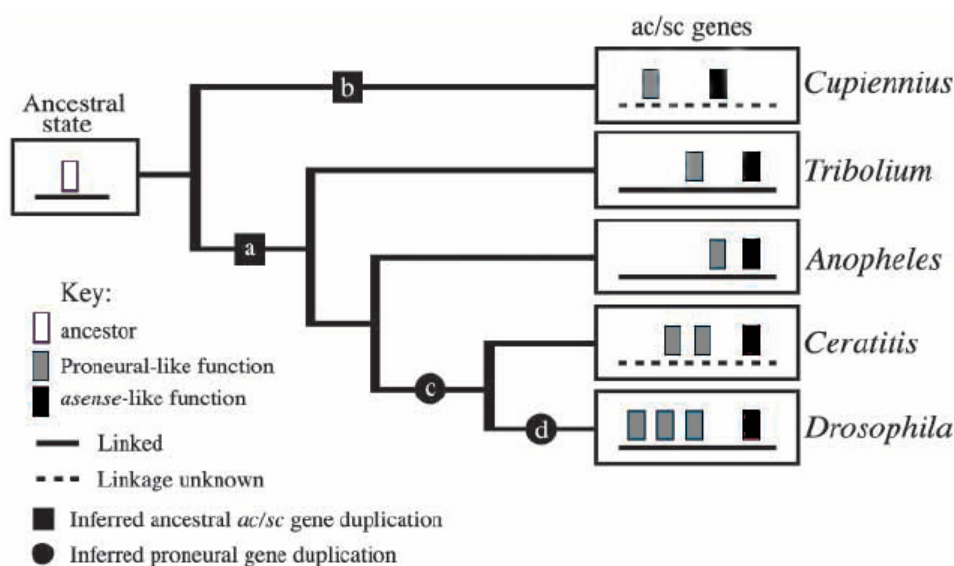 ac/sc genes
b
Cupiennius
Ancestral
state
Tribolium
a
Anopheles
Key:
ancestor
Proneural-like function
asense-like function
Linked
Linkage unknown
Inferred ancestral ac/sc gene duplication
Inferred proneural gene duplication
c
Ceratitis
d
Drosophila